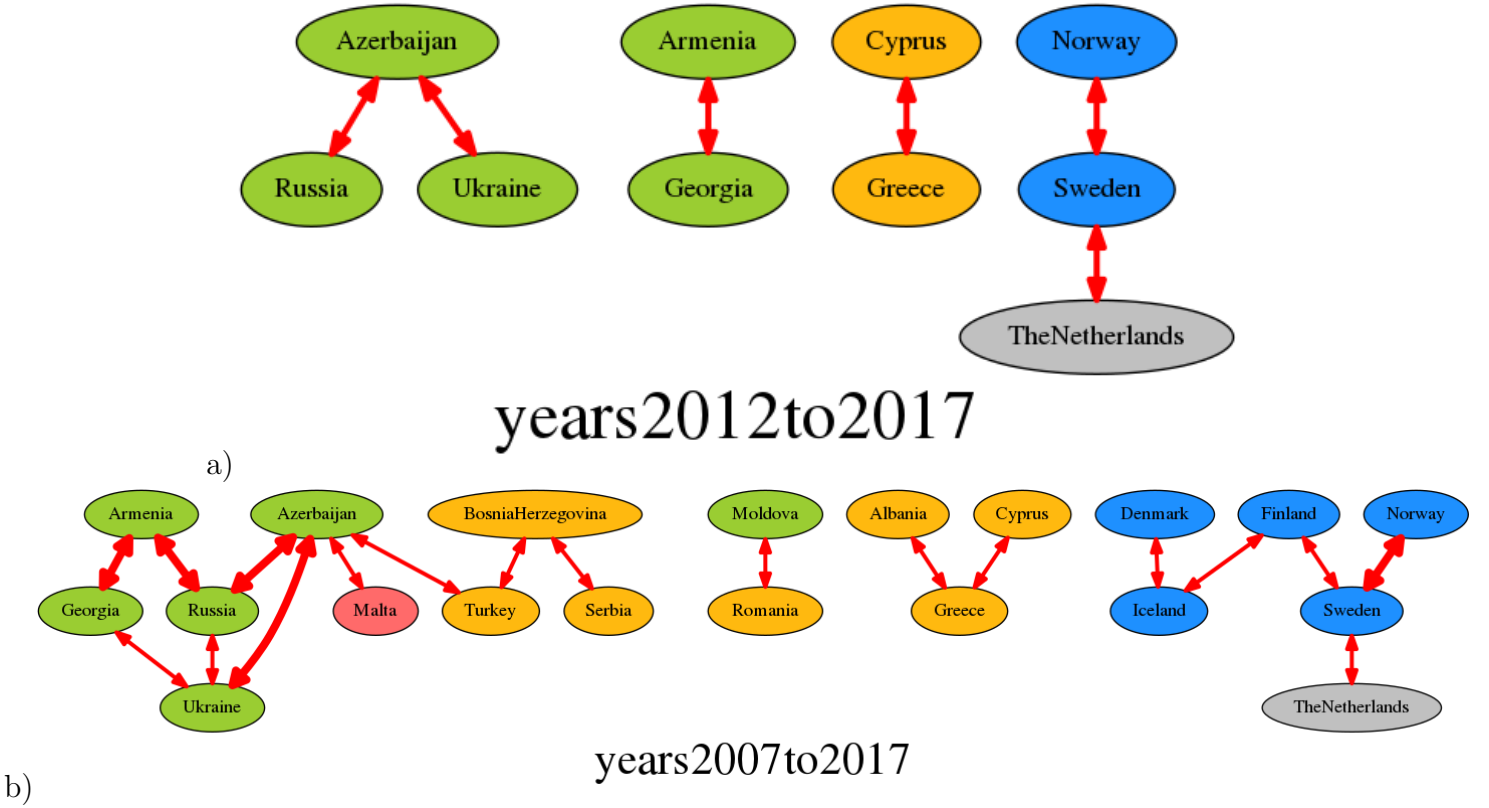 Azerbaijan Armenia Cyprus Norway
Russia Ukraine Georgia Greece Sweden
TheNetherlands
years2012to2017
a)
Armenia Azerbaijan BosniaHerzegovina Moldova Albania Cyprus Denmark Finland Norway
Georgia Russia Malta Turkey Serbia Romania Greece Iceland Sweden
Ukraine TheNetherlands
years2007to2017
b)